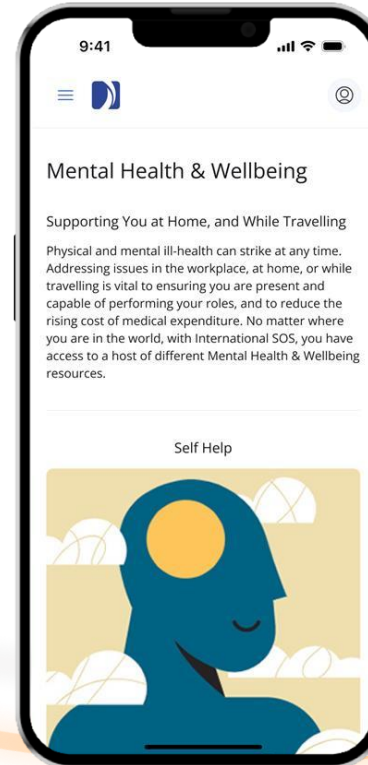 9:41
Mental Health & Wellbeing
Supporting You at Home, and While Travelling
Physical and mental ill-health can strike at any time.
Addressing issues in the workplace, at home, or while
travelling is vital to ensuring you are present and
capable of performing your roles, and to reduce the
rising cost of medical expenditure. No matter where
you are in the world, with International SOS, you have
access to a host of different Mental Health & Wellbeing
resources.
Self Help